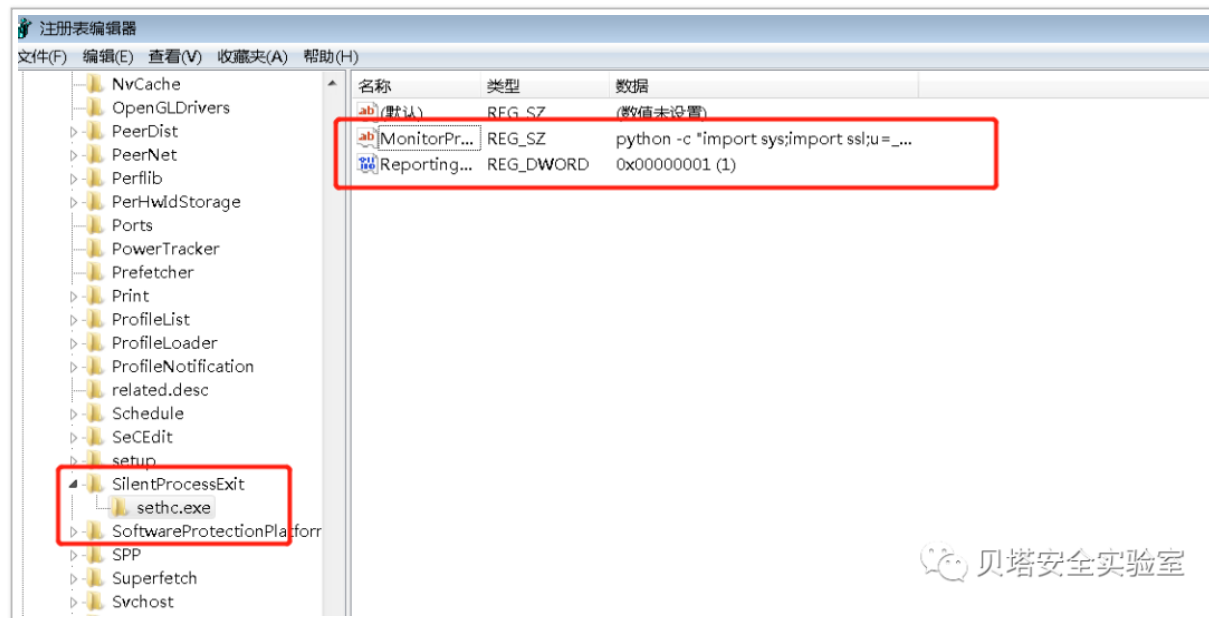 注册表编辑器
文件(F) 编辑(E) 查看(V) 收藏夹(A) 帮助(H)
NvCache
OpenGLDrivers
PeerDist
PeerNet
Perflib
PerHwIdStorage
Ports
PowerTracker
Prefetcher
Print
ProfileList
ProfileLoader
ProfileNotification
related.desc
Schedule
SeCEdit
setup
SilentProcessExit
sethc.exe
SoftwareProtectionPlatforr
SPP
Superfetch
Svchost
名称 类型 数据
(默认) REG_SZ (数值未设置)
MonitorPr... REG_SZ python -c "import sys;import ssl;u=_...
Reporting... REG_DWORD 0x00000001 (1)
贝塔安全实验室